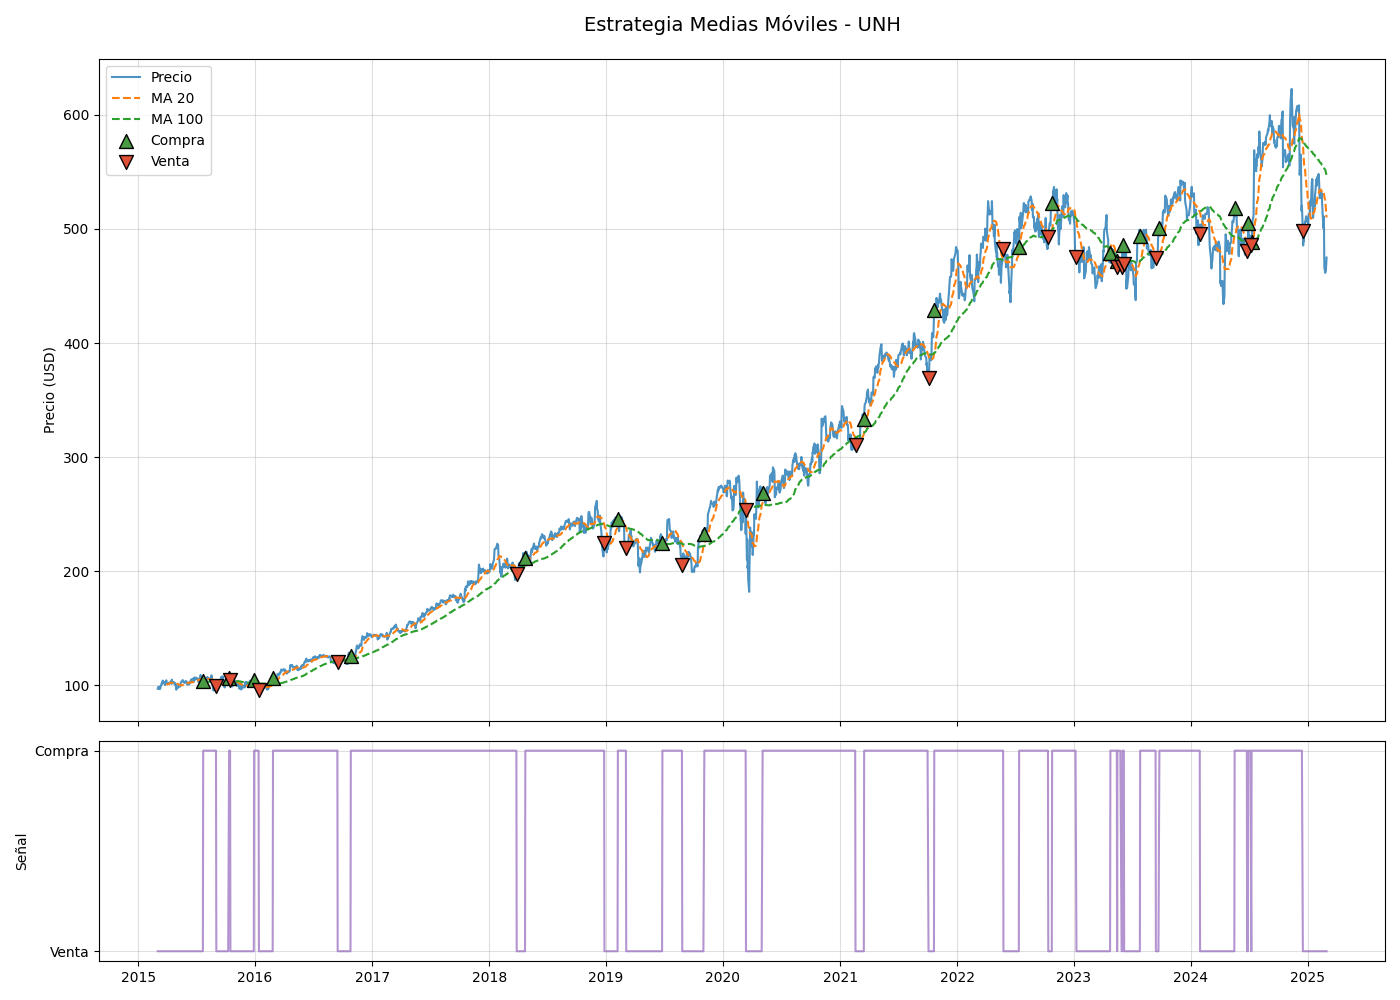 Estrategia Medias Móviles - UNH
Precio
MA 20
MA 100
Compra
Venta
Precio (USD)
600
500
400
300
200
100
Señal
Compra
Venta
2015 2016 2017 2018 2019 2020 2021 2022 2023 2024 2025